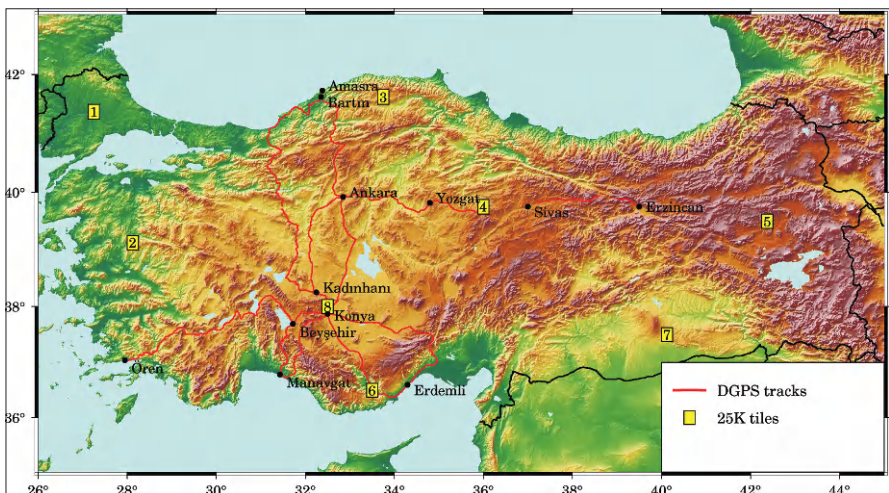 42°
40°
38°
36°
26°
28°
30°
32°
34°
36°
38°
40°
42°
44°
Amasra
Bartın
3
1
Ankara
Yozgat
4
Sivas
Erzincan
5
2
Kadınhanı
8
Konya
Beyşehir
7
Ören
Manavgat
6
Erdemli
DGPS tracks
25K tiles